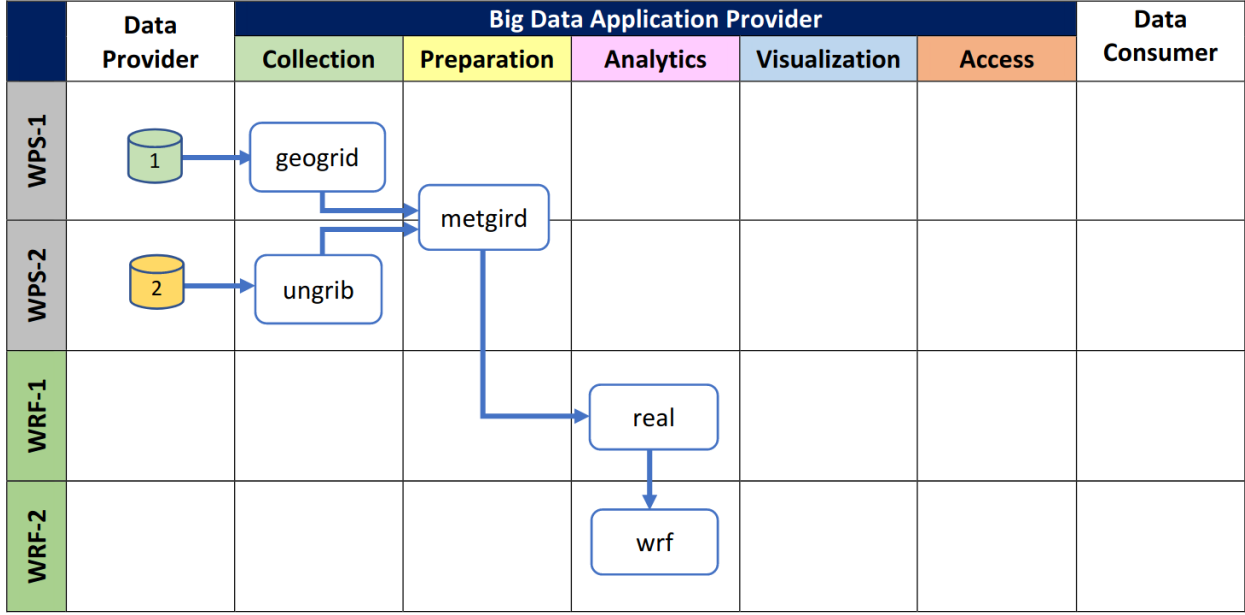 Data
Provider
Big Data Application Provider
Data
Consumer
Collection
Preparation
Analytics
Visualization
Access
WPS-1
1
geogrid
metgird
WPS-2
2
ungrib
WRF-1
real
WRF-2
wrf